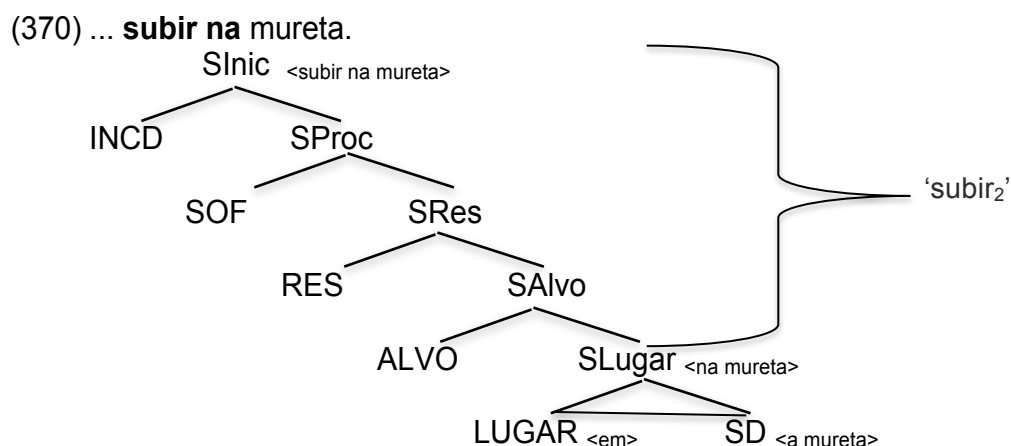 (370) ... subir na mureta.
SInic <subir na mureta>
INCD SProc
‘subir₂’
SOF SRes
RES SAlvo
ALVO SLugar <na mureta>
LUGAR <em> SD <a mureta>